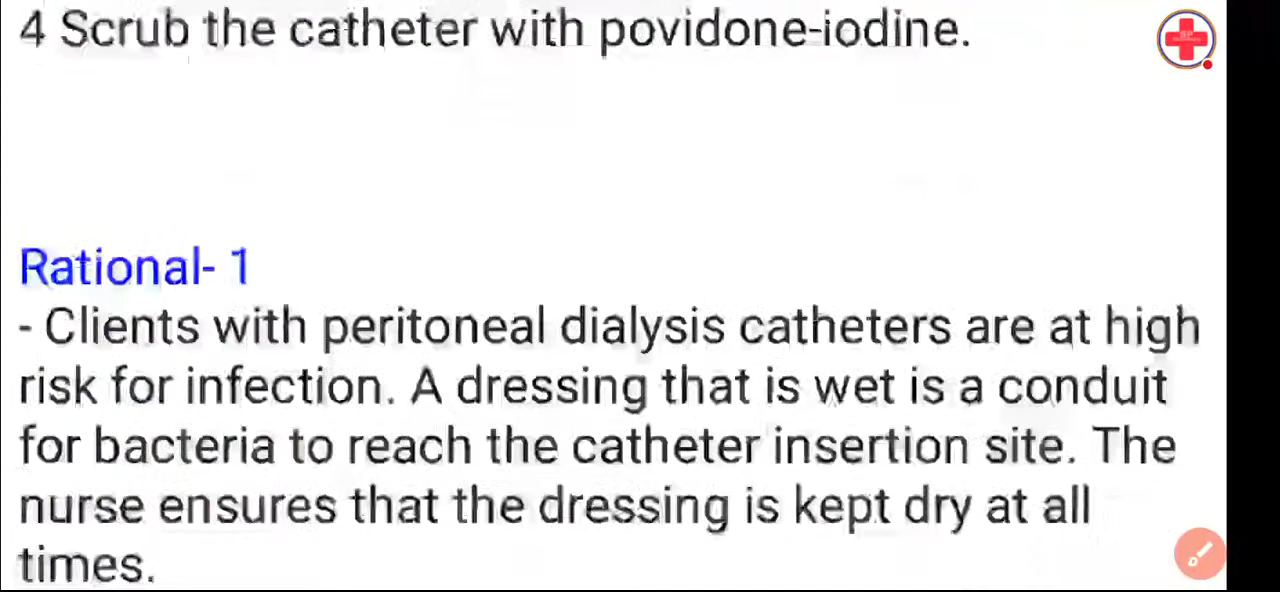 4 Scrub the catheter with povidone-iodine.
Rational- 1
- Clients with peritoneal dialysis catheters are at high
risk for infection. A dressing that is wet is a conduit
for bacteria to reach the catheter insertion site. The
nurse ensures that the dressing is kept dry at all
times.